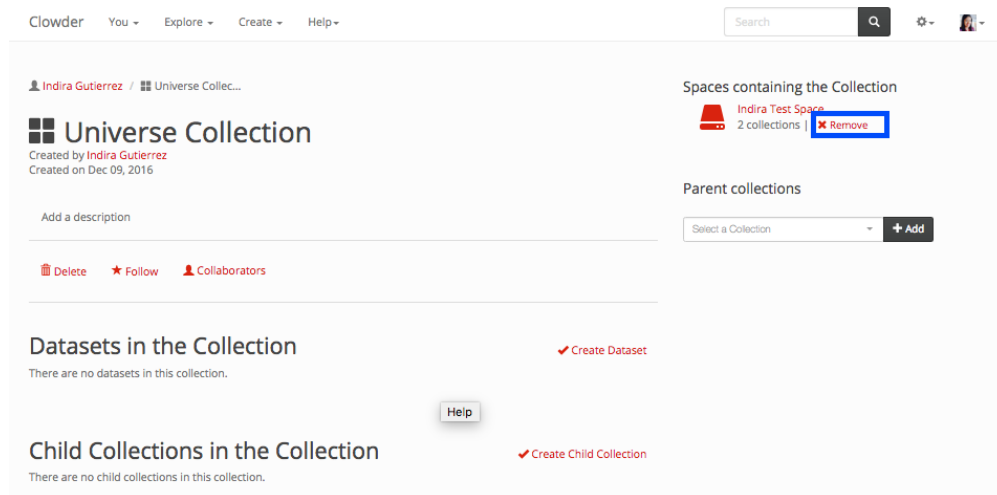 Clowder You Explore Create Help Search
Indira Gutierrez / Universe Collec...
Universe Collection
Created by Indira Gutierrez
Created on Dec 09, 2016
Add a description
Delete Follow Collaborators
Datasets in the Collection
Create Dataset
There are no datasets in this collection.
Help
Child Collections in the Collection
Create Child Collection
There are no child collections in this collection.
Spaces containing the Collection
Indira Test Space
2 collections | Remove
Parent collections
Select a Collection Add